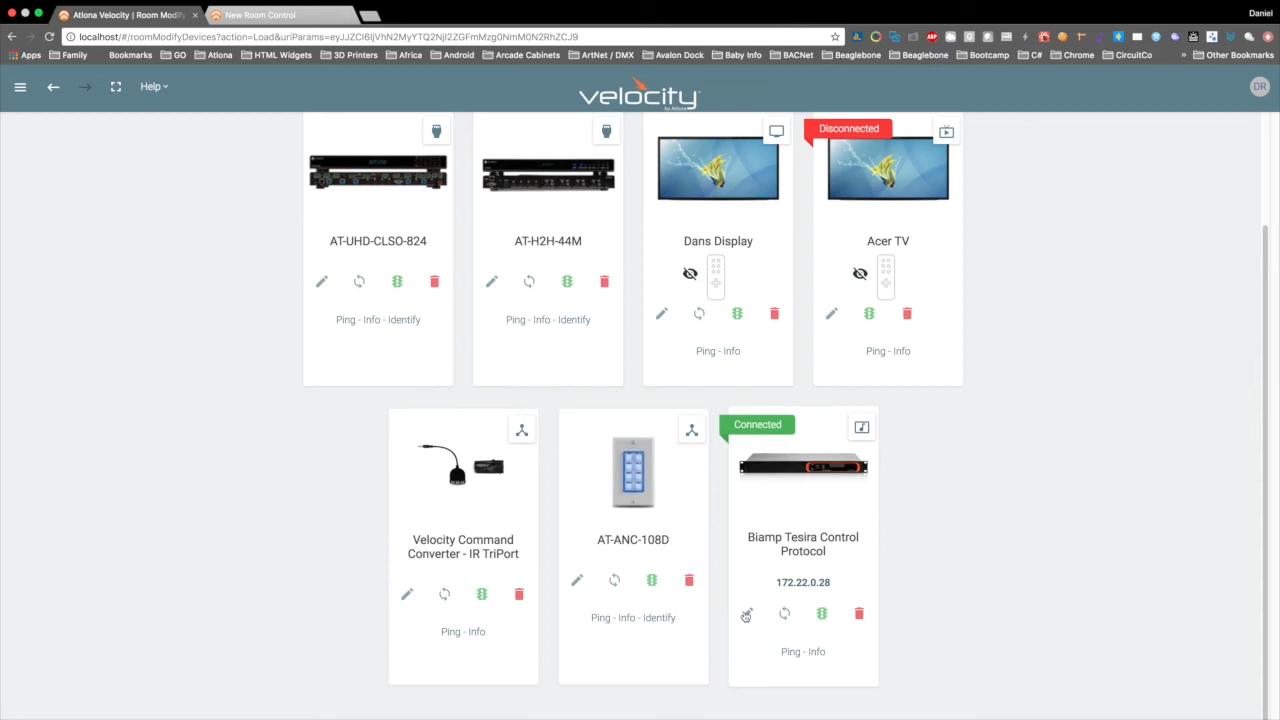 Atlona Velocity | Room Modify
New Room Control
Daniel
localhost/#/roomModifyDevices?action=Load&uriParams=eyJJZCI6IjVhN2MyYTQ2NjI2ZGFmMzg0NmM0N2RhZCJ9
Apps Family Bookmarks GO Atlona HTML Widgets 3D Printers Africa Android Arcade Cabinets ArtNet / DMX Avalon Dock Baby Info BACNet Beaglebone Beaglebone Bootcamp C# Chrome CircuitCo » Other Bookmarks
Help
velocity
by Atlona
DR
Disconnected
AT-UHD-CLSO-824
AT-H2H-44M
Dans Display
Acer TV
Ping - Info - Identify
Ping - Info - Identify
Ping - Info
Ping - Info
Connected
Velocity Command
Converter - IR TriPort
AT-ANC-108D
Biamp Tesira Control
Protocol
172.22.0.28
Ping - Info
Ping - Info - Identify
Ping - Info